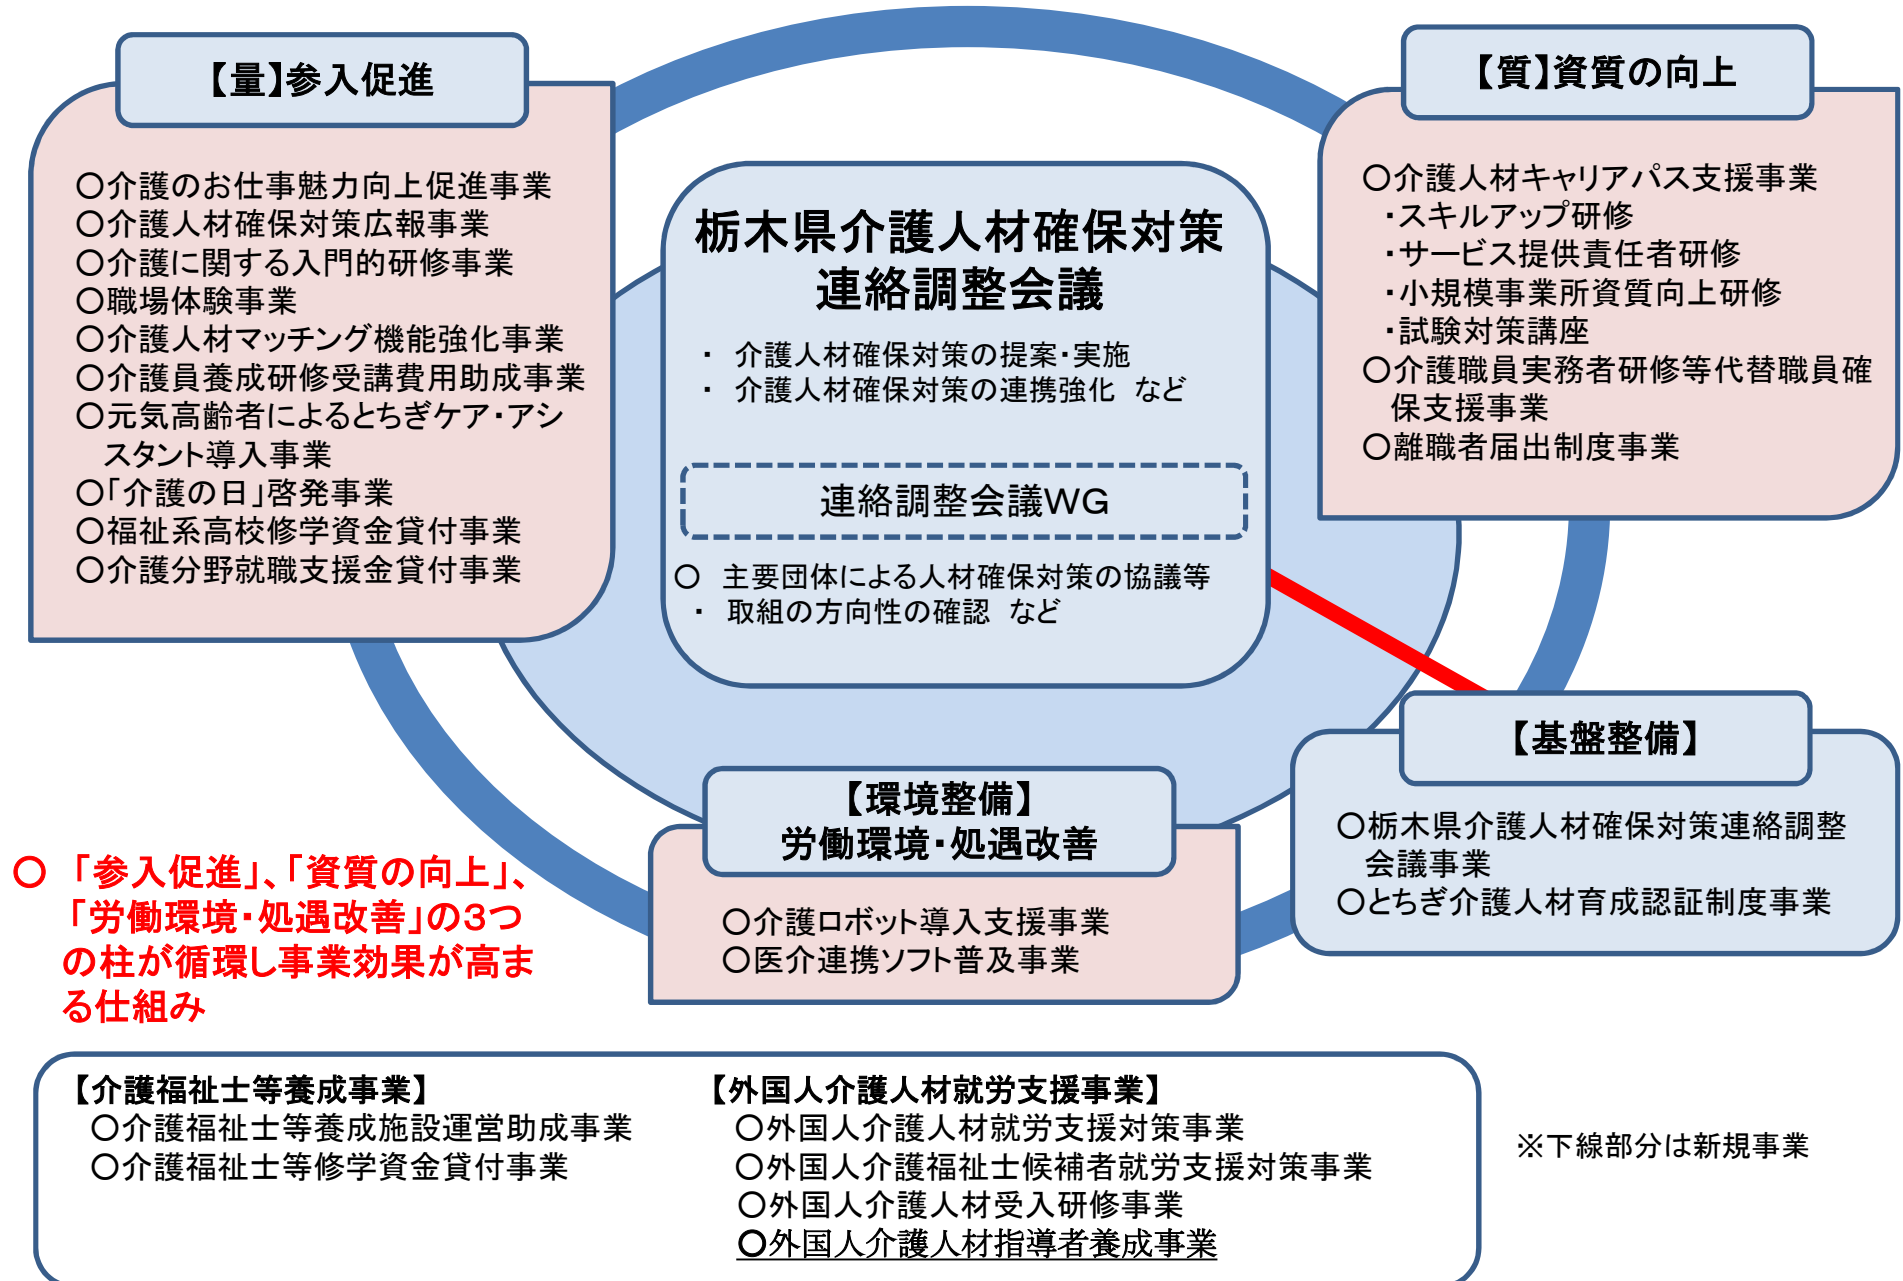 【量】参入促進
〇介護のお仕事魅力向上促進事業
〇介護人材確保対策広報事業
〇介護に関する入門的研修事業
〇職場体験事業
〇介護人材マッチング機能強化事業
〇介護員養成研修受講費用助成事業
〇元気高齢者によるとちぎケア・アシ
スタント導入事業
〇「介護の日」啓発事業
〇福祉系高校修学資金貸付事業
〇介護分野就職支援金貸付事業
栃木県介護人材確保対策
連絡調整会議
・ 介護人材確保対策の提案・実施
・ 介護人材確保対策の連携強化 など
連絡調整会議WG
〇 主要団体による人材確保対策の協議等
・ 取組の方向性の確認 など
【質】資質の向上
〇介護人材キャリアパス支援事業
・スキルアップ研修
・サービス提供責任者研修
・小規模事業所資質向上研修
・試験対策講座
〇介護職員実務者研修等代替職員確
保支援事業
〇離職者届出制度事業
【基盤整備】
〇栃木県介護人材確保対策連絡調整
会議事業
〇とちぎ介護人材育成認証制度事業
【環境整備】
労働環境・処遇改善
〇介護ロボット導入支援事業
〇医介連携ソフト普及事業
〇 「参入促進」、「資質の向上」、
「労働環境・処遇改善」の3つ
の柱が循環し事業効果が高ま
る仕組み
【介護福祉士等養成事業】
〇介護福祉士等養成施設運営助成事業
〇介護福祉士等修学資金貸付事業
【外国人介護人材就労支援事業】
〇外国人介護人材就労支援対策事業
〇外国人介護福祉士候補者就労支援対策事業
〇外国人介護人材受入研修事業
〇外国人介護人材指導者養成事業
※下線部分は新規事業